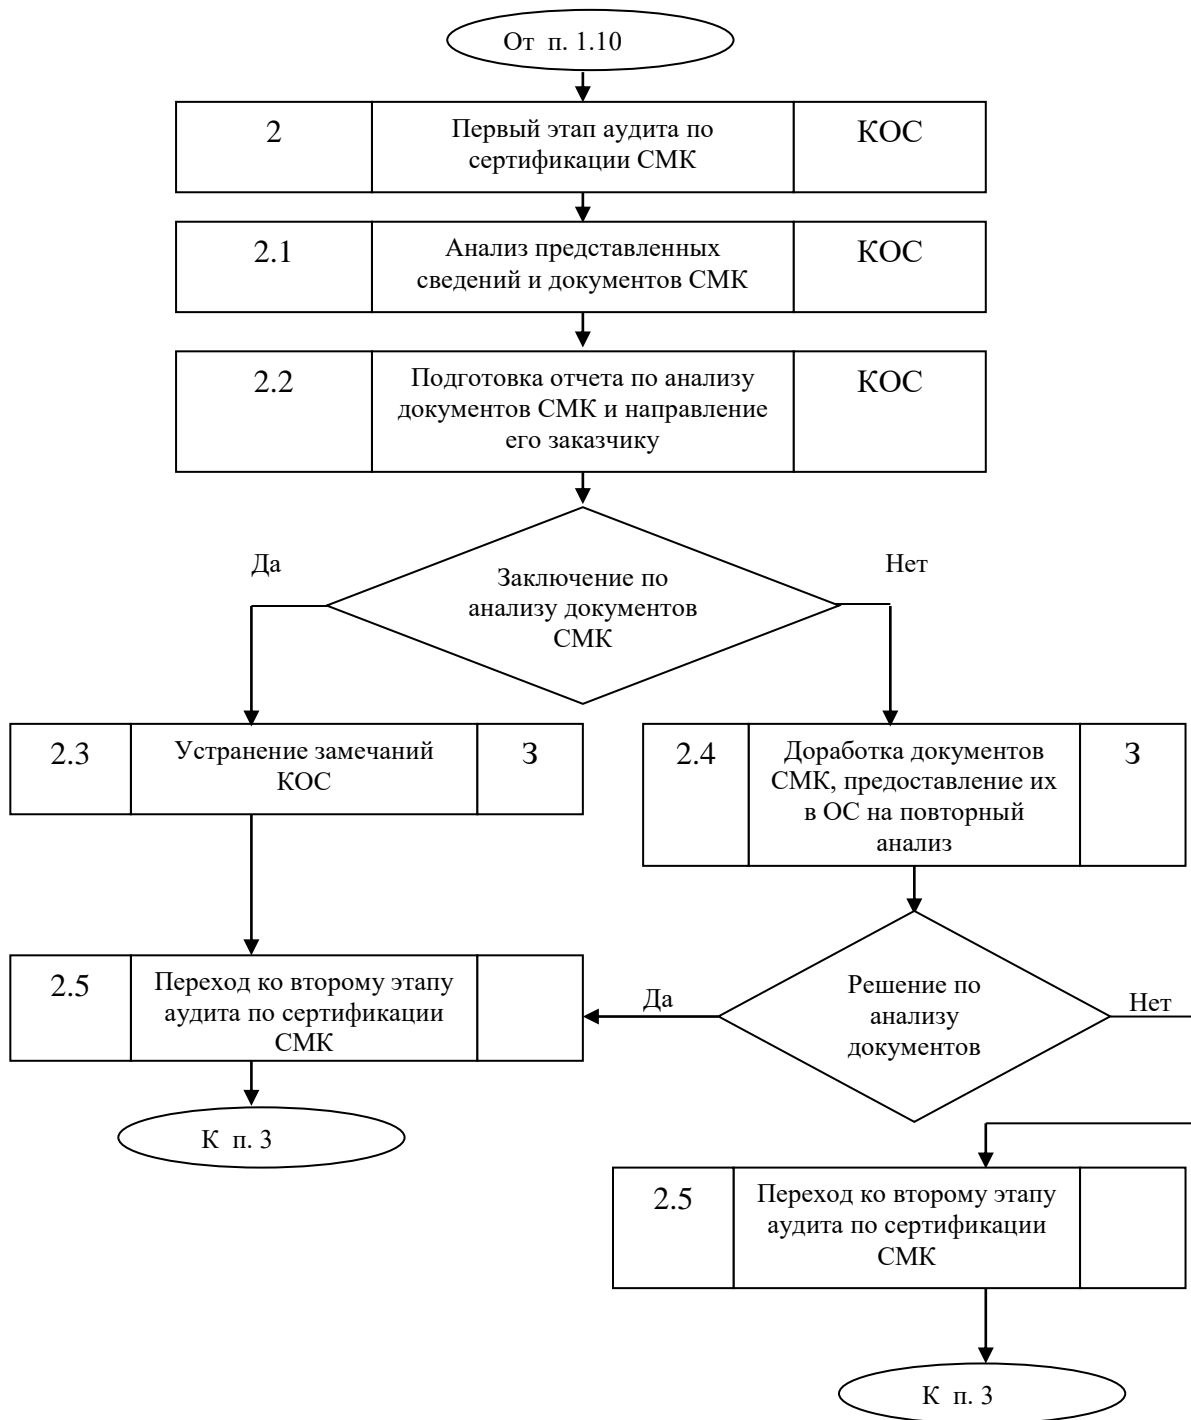 От п. 1.10
2
Первый этап аудита по
сертификации СМК
КОС
2.1
Анализ представленных
сведений и документов СМК
КОС
2.2
Подготовка отчета по анализу
документов СМК и направление
его заказчику
КОС
Да
Нет
Заключение по
анализу документов
СМК
2.3
Устранение замечаний
КОС
З
2.4
Доработка документов
СМК, предоставление их
в ОС на повторный
анализ
З
2.5
Переход ко второму этапу
аудита по сертификации
СМК
Да
Решение по
анализу
документов
Нет
К п. 3
2.5
Переход ко второму этапу
аудита по сертификации
СМК
К п. 3